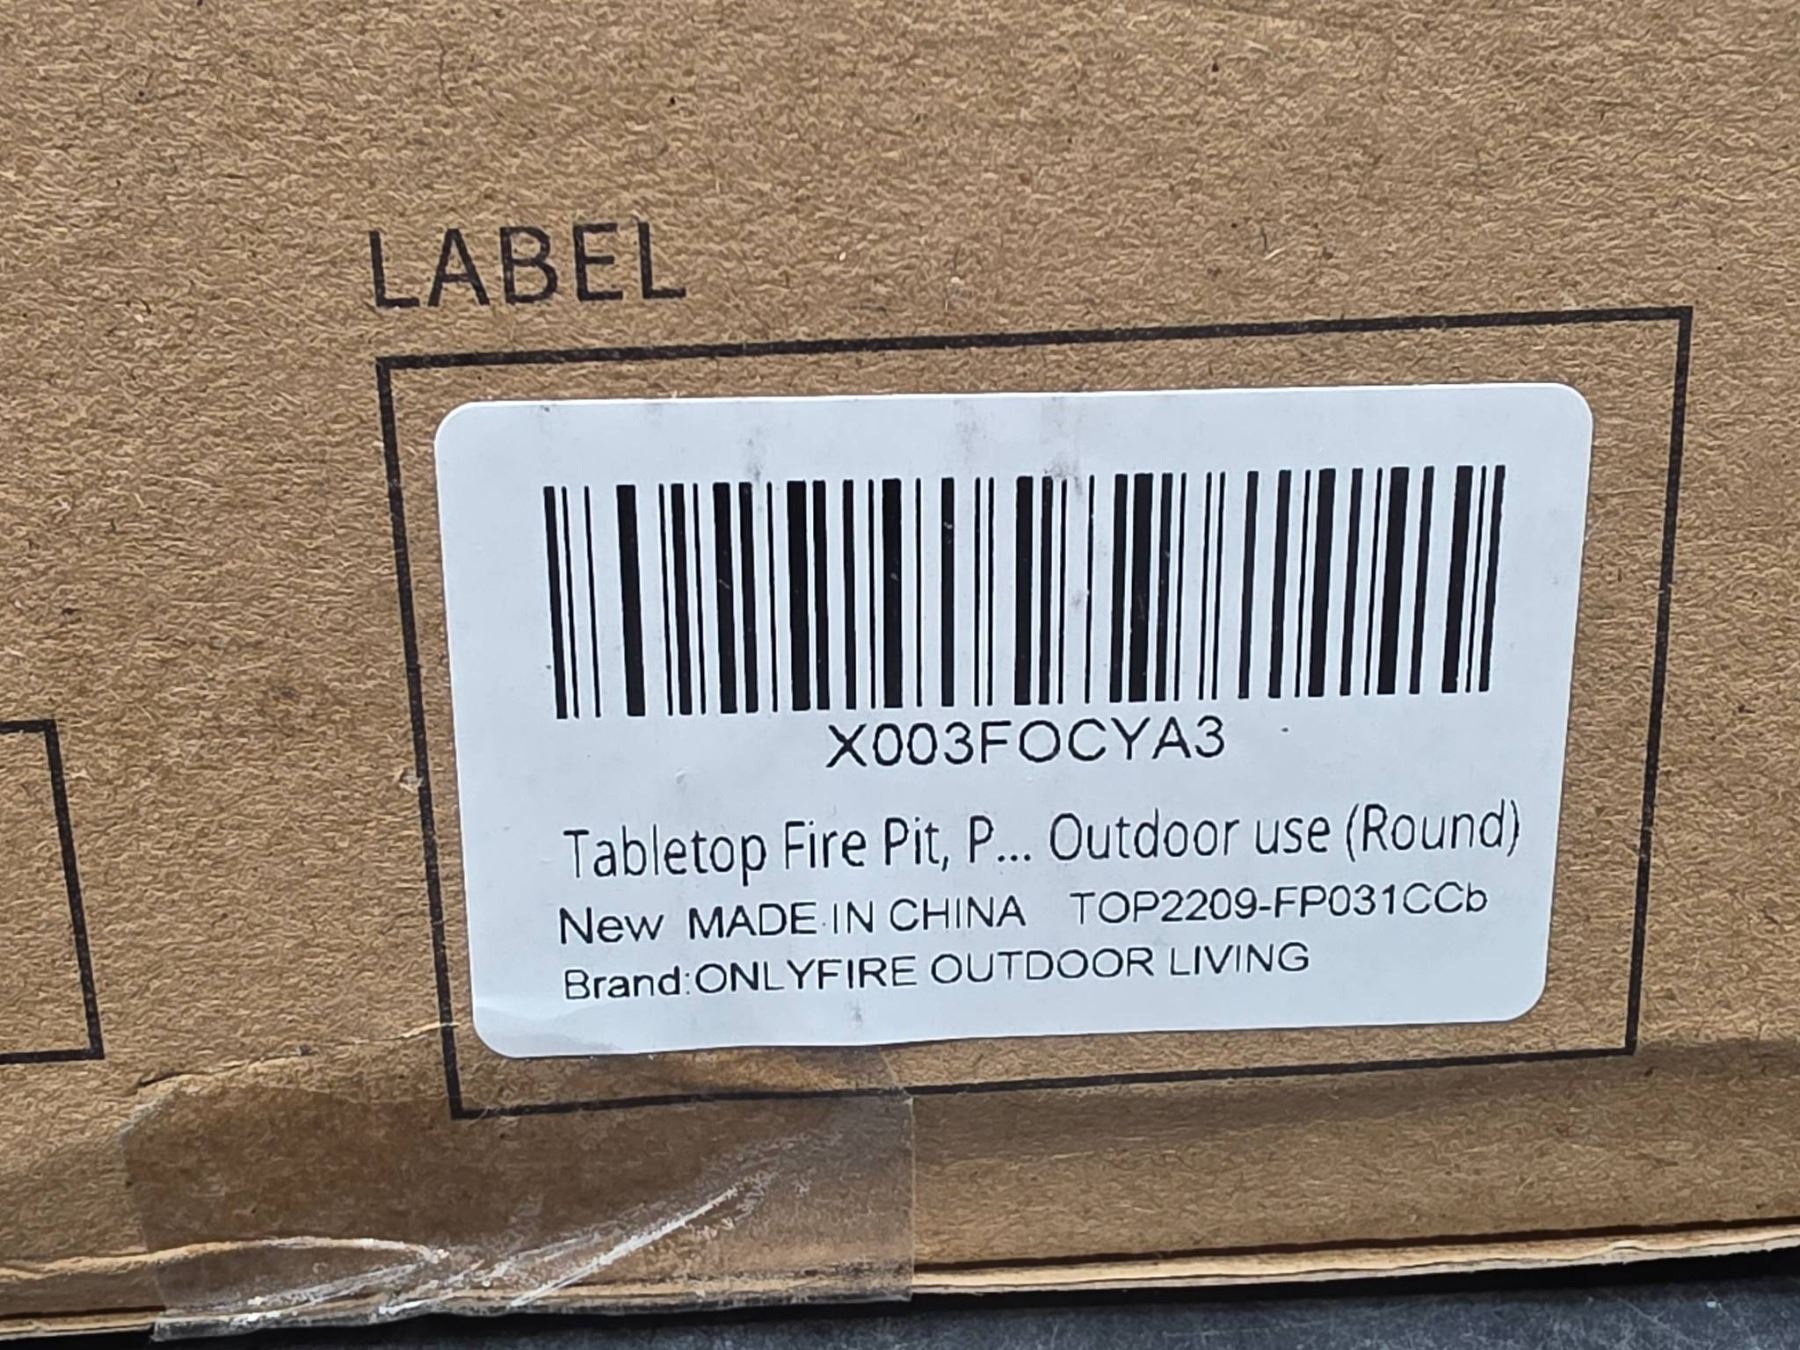 LABEL
X003FOCYA3
Tabletop Fire Pit, P... Outdoor use (Round)
New MADE IN CHINA TOP2209-FP031CCb
Brand:ONLYFIRE OUTDOOR LIVING